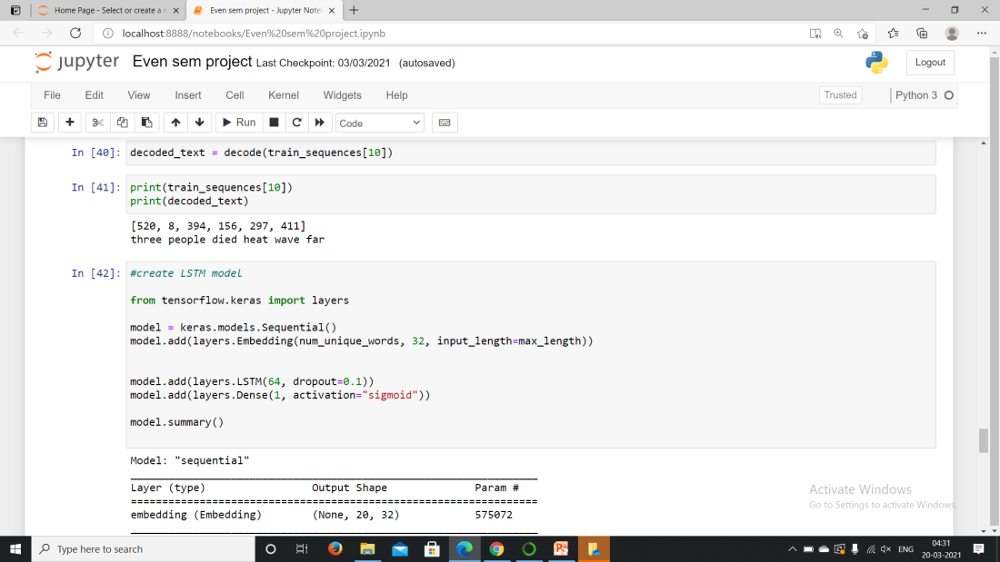 Home Page - Select or create a n
Even sem project - Jupyter Note
localhost:8888/notebooks/Even%20sem%20project.ipynb
jupyter Even sem project Last Checkpoint: 03/03/2021 (autosaved)
Logout
File Edit View Insert Cell Kernel Widgets Help
Trusted
Python 3
Run
Code
In [40]: decoded_text = decode(train_sequences[10])
In [41]: print(train_sequences[10])
print(decoded_text)
[520, 8, 394, 156, 297, 411]
three people died heat wave far
In [42]: #create LSTM model
from tensorflow.keras import layers
model = keras.models.Sequential()
model.add(layers.Embedding(num_unique_words, 32, input_length=max_length))
model.add(layers.LSTM(64, dropout=0.1))
model.add(layers.Dense(1, activation="sigmoid"))
model.summary()
Model: "sequential"
Layer (type) Output Shape Param #
embedding (Embedding) (None, 20, 32) 575072
Activate Windows
Go to Settings to activate Windows.
Type here to search
ENG
04:31
20-03-2021